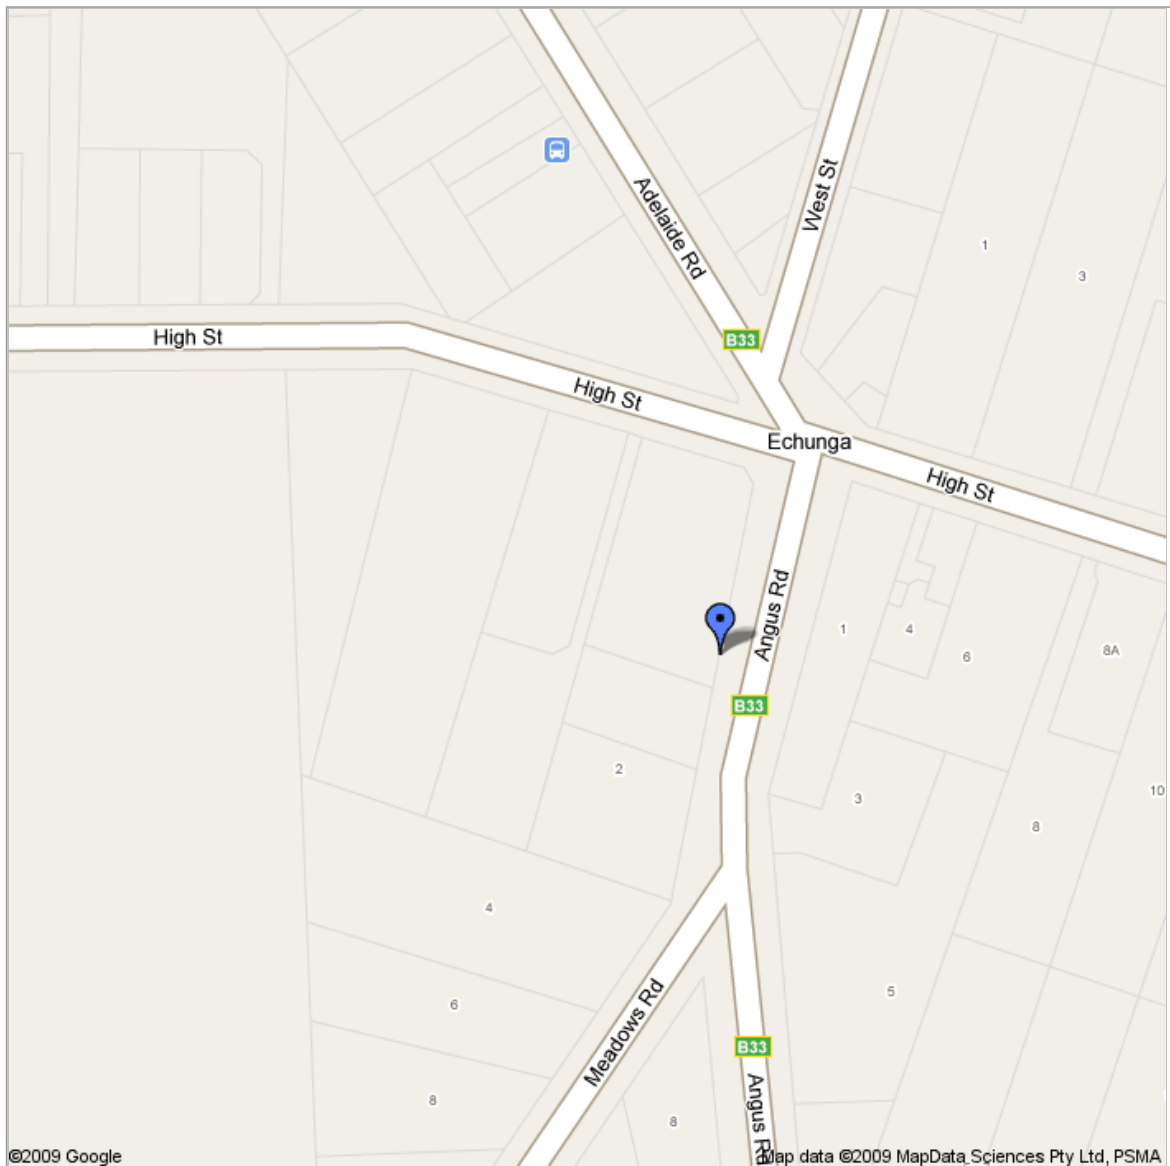 Adelaide Rd
West St
1
3
B33
High St
High St
Echunga
High St
Angus Rd
1
4
6
8A
B33
2
3
10
8
4
5
6
Meadows Rd
B33
8
8
Angus Rd
©2009 Google
Map data ©2009 MapData Sciences Pty Ltd, PSMA